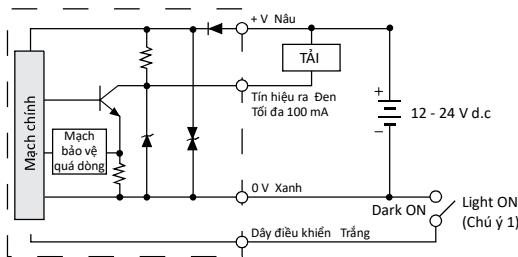 + V Nâu
TẢI
Mạch chính
Tín hiệu ra Đen
Tối đa 100 mA
+
12 - 24 V d.c
−
Mạch
bảo vệ
quá dòng
0 V Xanh
Dark ON
Light ON
(Chú ý 1)
Dây điều khiển Trắng